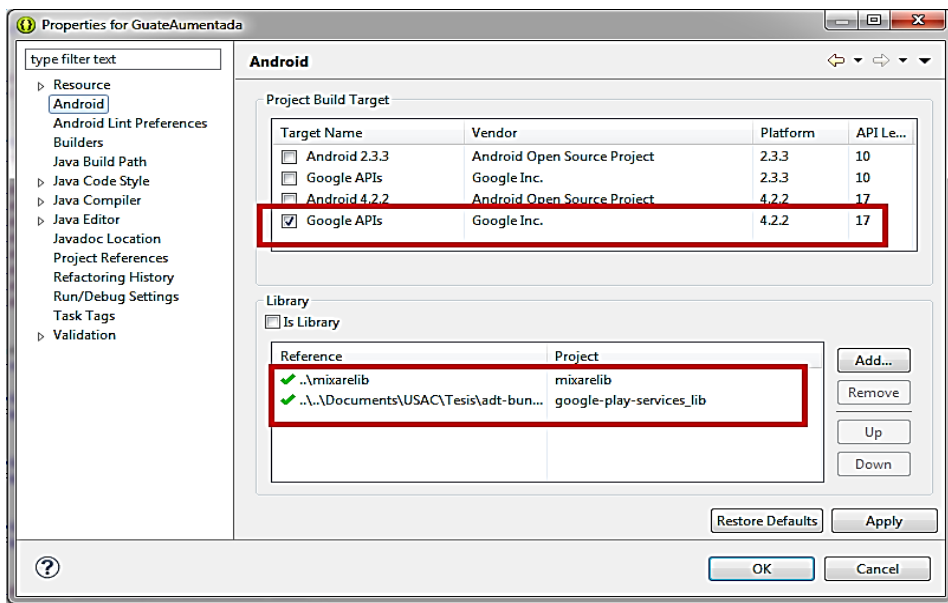 Properties for GuateAumentada
type filter text
Resource
Android
Android Lint Preferences
Builders
Java Build Path
Java Code Style
Java Compiler
Java Editor
Javadoc Location
Project References
Refactoring History
Run/Debug Settings
Task Tags
Validation
Android
Project Build Target
Target Name Vendor Platform API Le...
Android 2.3.3 Android Open Source Project 2.3.3 10
Google APIs Google Inc. 2.3.3 10
Android 4.2.2 Android Open Source Project 4.2.2 17
Google APIs Google Inc. 4.2.2 17
Library
Is Library
Reference Project
..\mixarelib mixarelib
..\..\Documents\USAC\Tesis\adt-bun... google-play-services_lib
Add...
Remove
Up
Down
Restore Defaults Apply
? OK Cancel